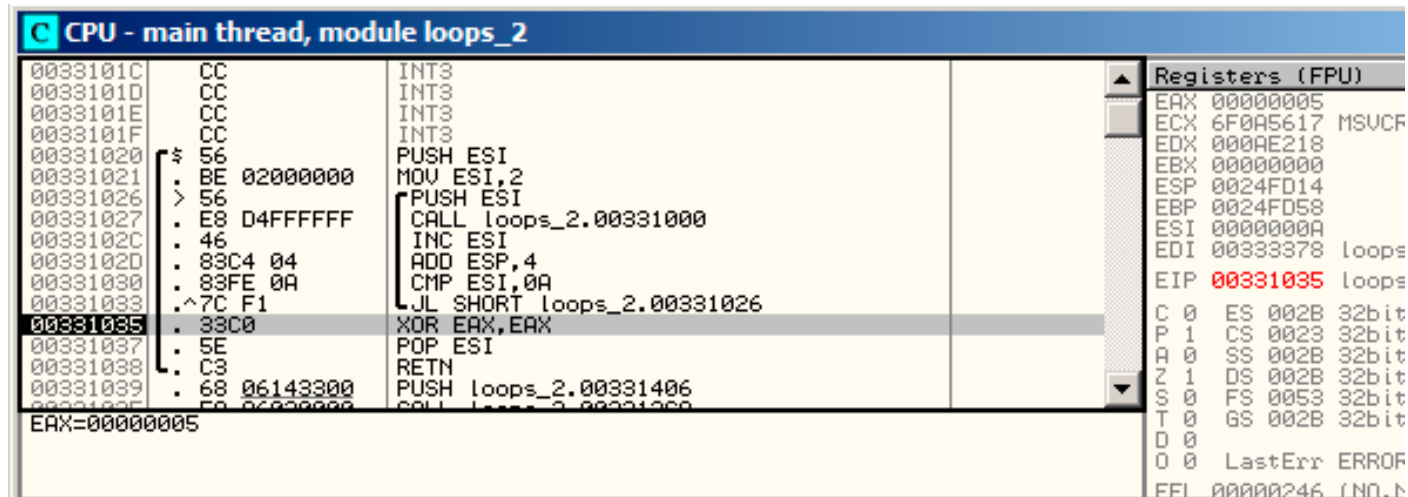 C CPU - main thread, module loops_2
0033101C CC INT3
0033101D CC INT3
0033101E CC INT3
0033101F CC INT3
00331020 $ 56 PUSH ESI
00331021 . BE 02000000 MOV ESI,2
00331026 > 56 PUSH ESI
00331027 . E8 D4FFFFFF CALL loops_2.00331000
0033102C . 46 INC ESI
0033102D . 83C4 04 ADD ESP,4
00331030 . 83FE 0A CMP ESI,0A
00331033 .^7C F1 JL SHORT loops_2.00331026
00331035 . 33C0 XOR EAX,EAX
00331037 . 5E POP ESI
00331038 . C3 RETN
00331039 . 68 06143300 PUSH loops_2.00331406
EAX=00000005
Registers (FPU)
EAX 00000005
ECX 6F0A5617 MSVCR
EDX 000AE218
EBX 00000000
ESP 0024FD14
EBP 0024FD58
ESI 0000000A
EDI 00333378 loops
EIP 00331035 loops
C 0 ES 002B 32bit
P 1 CS 0023 32bit
A 0 SS 002B 32bit
Z 1 DS 002B 32bit
S 0 FS 0053 32bit
T 0 GS 002B 32bit
D 0
O 0 LastErr ERROR
EFL 00000246 (NO,N